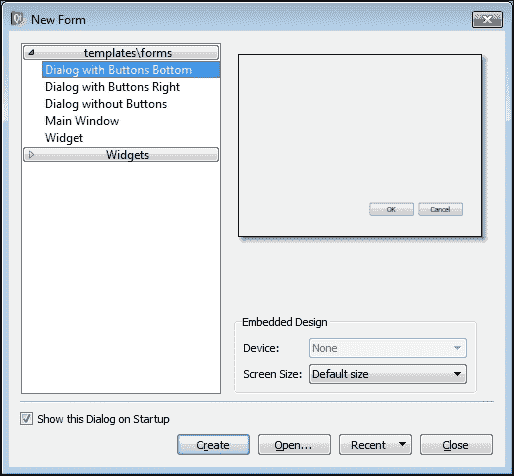 New Form
templates\forms
Dialog with Buttons Bottom
Dialog with Buttons Right
Dialog without Buttons
Main Window
Widget
Widgets
OK Cancel
Embedded Design
Device: None
Screen Size: Default size
Show this Dialog on Startup
Create Open... Recent Close